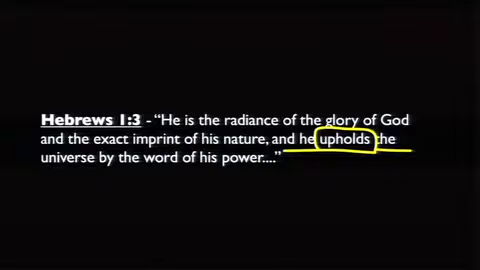 Hebrews 1:3 - “He is the radiance of the glory of God
and the exact imprint of his nature, and he upholds the
universe by the word of his power....”